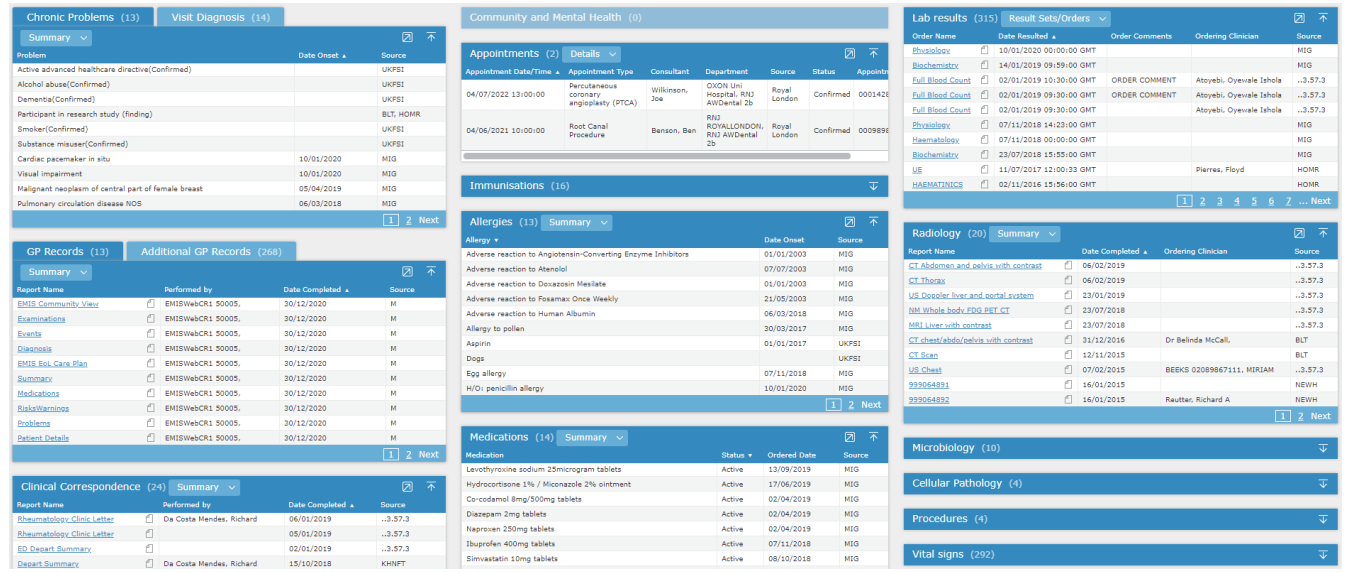 Chronic Problems (13) Visit Diagnosis (14)
Summary
Problem Date Onset ▲ Source
Active advanced healthcare directive(Confirmed) UKFSI
Alcohol abuse(Confirmed) UKFSI
Dementia(Confirmed) UKFSI
Participant in research study (finding) BLT, HOMR
Smoker(Confirmed) UKFSI
Substance misuser(Confirmed) UKFSI
Cardiac pacemaker in situ 10/01/2020 MIG
Visual impairment 10/01/2020 MIG
Malignant neoplasm of central part of female breast 05/04/2019 MIG
Pulmonary circulation disease NOS 06/03/2018 MIG
1 2 Next
GP Records (13) Additional GP Records (268)
Summary
Report Name Performed by Date Completed ▲ Source
EMIS Community View EMISWebCR1 50005, 30/12/2020 M
Examinations EMISWebCR1 50005, 30/12/2020 M
Events EMISWebCR1 50005, 30/12/2020 M
Diagnosis EMISWebCR1 50005, 30/12/2020 M
EMIS EoL Care Plan EMISWebCR1 50005, 30/12/2020 M
Summary EMISWebCR1 50005, 30/12/2020 M
Medications EMISWebCR1 50005, 30/12/2020 M
RisksWarnings EMISWebCR1 50005, 30/12/2020 M
Problems EMISWebCR1 50005, 30/12/2020 M
Patient Details EMISWebCR1 50005, 30/12/2020 M
1 2 Next
Clinical Correspondence (24) Summary
Report Name Performed by Date Completed ▲ Source
Rheumatology Clinic Letter Da Costa Mendes, Richard 06/01/2019 ..3.57.3
Rheumatology Clinic Letter 05/01/2019 ..3.57.3
ED Depart Summary 02/01/2019 ..3.57.3
Depart Summary Da Costa Mendes, Richard 15/10/2018 KHNFT
Community and Mental Health (0)
Appointments (2) Details
Appointment Date/Time ▲ Appointment Type Consultant Department Source Status Appointm
04/07/2022 13:00:00 Percutaneous coronary angioplasty (PTCA) Wilkinson, Joe OXON Uni Hospital, RNJ AWDental 2b Royal London Confirmed 0001428
04/06/2021 10:00:00 Root Canal Procedure Benson, Ben RNJ ROYALLONDON, RNJ AWDental 2b Royal London Confirmed 0009898
Immunisations (16)
Allergies (13) Summary
Allergy ▼ Date Onset Source
Adverse reaction to Angiotensin-Converting Enzyme Inhibitors 01/01/2003 MIG
Adverse reaction to Atenolol 07/07/2003 MIG
Adverse reaction to Doxazosin Mesilate 01/01/2003 MIG
Adverse reaction to Fosamax Once Weekly 21/05/2003 MIG
Adverse reaction to Human Albumin 06/03/2018 MIG
Allergy to pollen 30/03/2017 MIG
Aspirin 01/01/2017 UKFSI
Dogs UKFSI
Egg allergy 07/11/2018 MIG
H/O: penicillin allergy 10/01/2020 MIG
1 2 Next
Medications (14) Summary
Medication Status ▼ Ordered Date Source
Levothyroxine sodium 25microgram tablets Active 13/09/2019 MIG
Hydrocortisone 1% / Miconazole 2% ointment Active 17/06/2019 MIG
Co-codamol 8mg/500mg tablets Active 02/04/2019 MIG
Diazepam 2mg tablets Active 02/04/2019 MIG
Naproxen 250mg tablets Active 02/04/2019 MIG
Ibuprofen 400mg tablets Active 07/11/2018 MIG
Simvastatin 10mg tablets Active 08/10/2018 MIG
Lab results (315) Result Sets/Orders
Order Name Date Resulted ▲ Order Comments Ordering Clinician Source
Physiology 10/01/2020 00:00:00 GMT MIG
Biochemistry 14/01/2019 09:59:00 GMT MIG
Full Blood Count 02/01/2019 10:30:00 GMT ORDER COMMENT Atoyebi, Oyewale Ishola ..3.57.3
Full Blood Count 02/01/2019 09:30:00 GMT ORDER COMMENT Atoyebi, Oyewale Ishola ..3.57.3
Full Blood Count 02/01/2019 09:30:00 GMT Atoyebi, Oyewale Ishola ..3.57.3
Physiology 07/11/2018 14:23:00 GMT MIG
Haematology 07/11/2018 00:00:00 GMT MIG
Biochemistry 23/07/2018 15:55:00 GMT MIG
UE 11/07/2017 12:00:33 GMT Pierres, Floyd HOMR
HAEMATINICS 02/11/2016 15:56:00 GMT HOMR
1 2 3 4 5 6 7 ... Next
Radiology (20) Summary
Report Name Date Completed ▲ Ordering Clinician Source
CT Abdomen and pelvis with contrast 06/02/2019 ..3.57.3
CT Thorax 06/02/2019 ..3.57.3
US Doppler liver and portal system 23/01/2019 ..3.57.3
NM Whole body FDG PET CT 23/07/2018 ..3.57.3
MRI Liver with contrast 23/07/2018 ..3.57.3
CT chest/abdo/pelvis with contrast 31/12/2016 Dr Belinda McCall, BLT
CT Scan 12/11/2015 BLT
US Chest 07/02/2015 BEEKS 02089867111, MIRIAM ..3.57.3
999064891 16/01/2015 NEWH
999064892 16/01/2015 Reutter, Richard A NEWH
1 2 Next
Microbiology (10)
Cellular Pathology (4)
Procedures (4)
Vital signs (292)